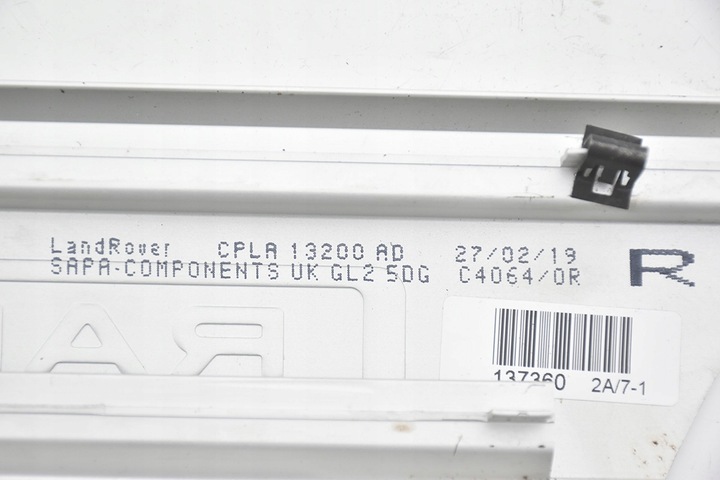 LandRover CPLA 13200 AD 27/02/19
SAPA-COMPONENTS UK GL2 5DG C4064/0R
R
137360 2A/7-1